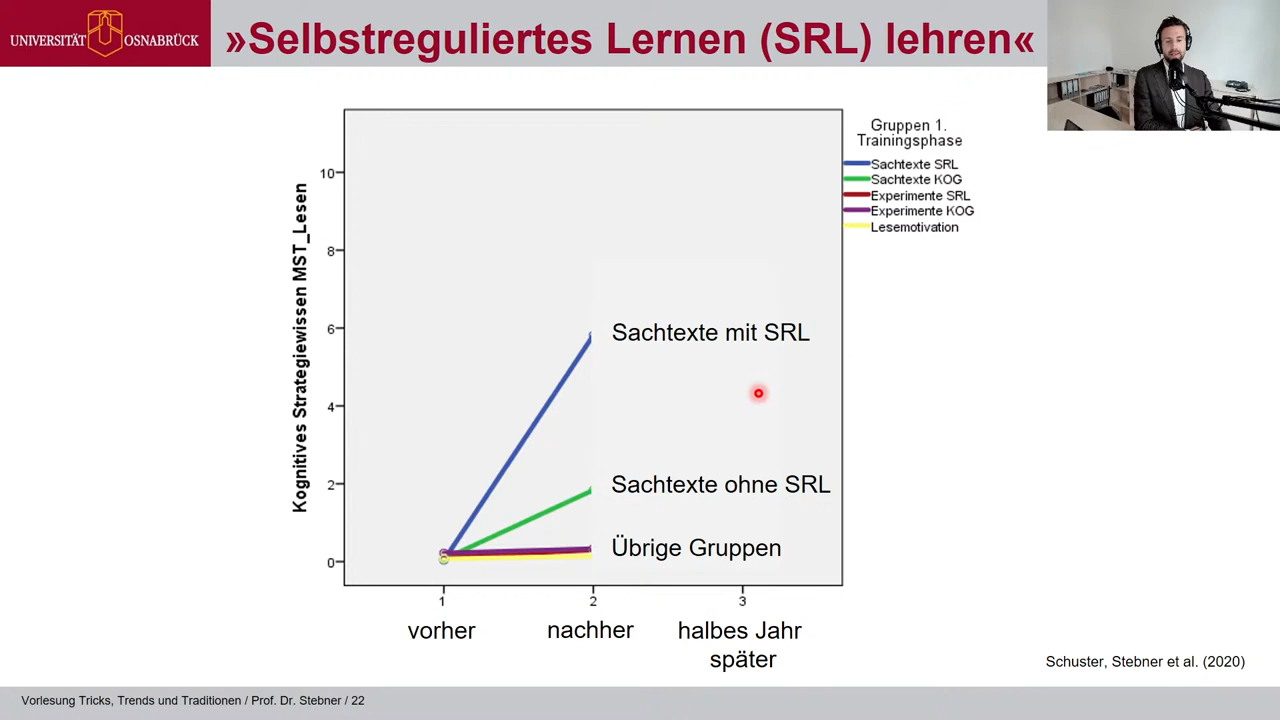 UNIVERSITÄT OSNABRÜCK
»Selbstreguliertes Lernen (SRL) lehren«
Gruppen 1.
Trainingsphase
Sachtexte SRL
Sachtexte KOG
Experimente SRL
Experimente KOG
Lesemotivation
Kognitives Strategiewissen MST_Lesen
10
8
6
4
2
0
Sachtexte mit SRL
Sachtexte ohne SRL
Übrige Gruppen
1 2 3
vorher nachher halbes Jahr
später
Schuster, Stebner et al. (2020)
Vorlesung Tricks, Trends und Traditionen / Prof. Dr. Stebner / 22